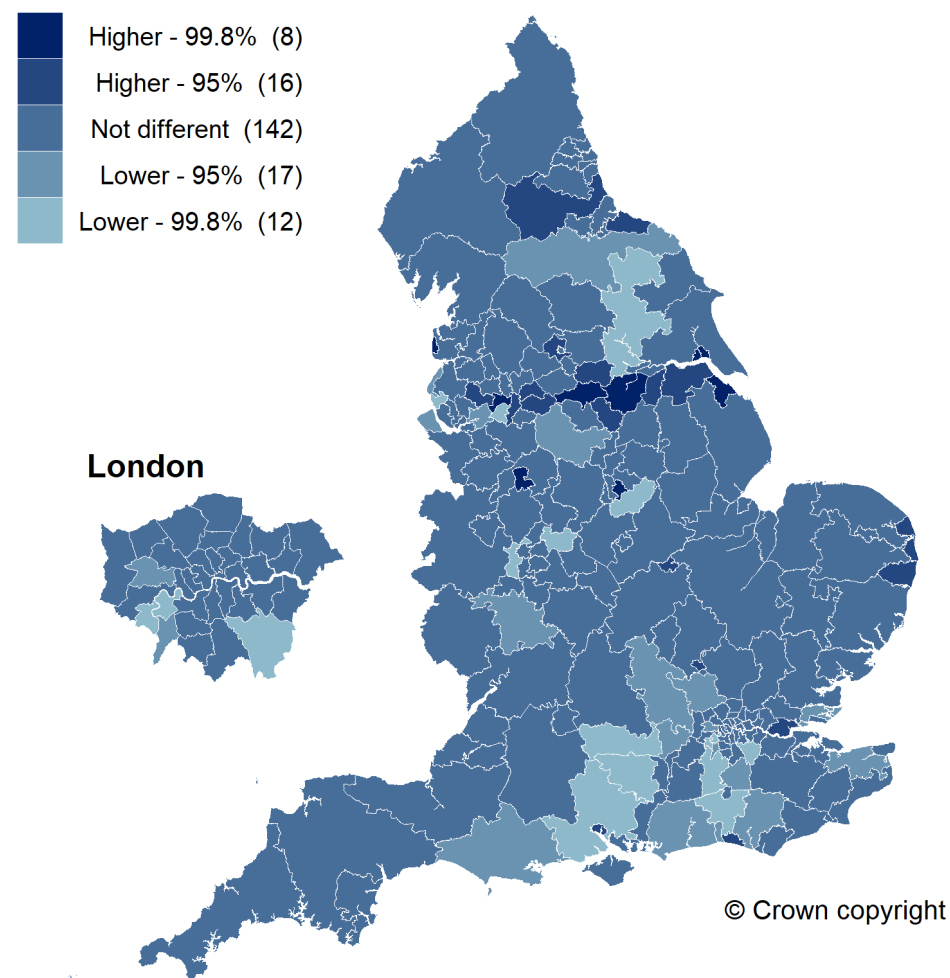 Higher - 99.8% (8)
Higher - 95% (16)
Not different (142)
Lower - 95% (17)
Lower - 99.8% (12)
London
© Crown copyright